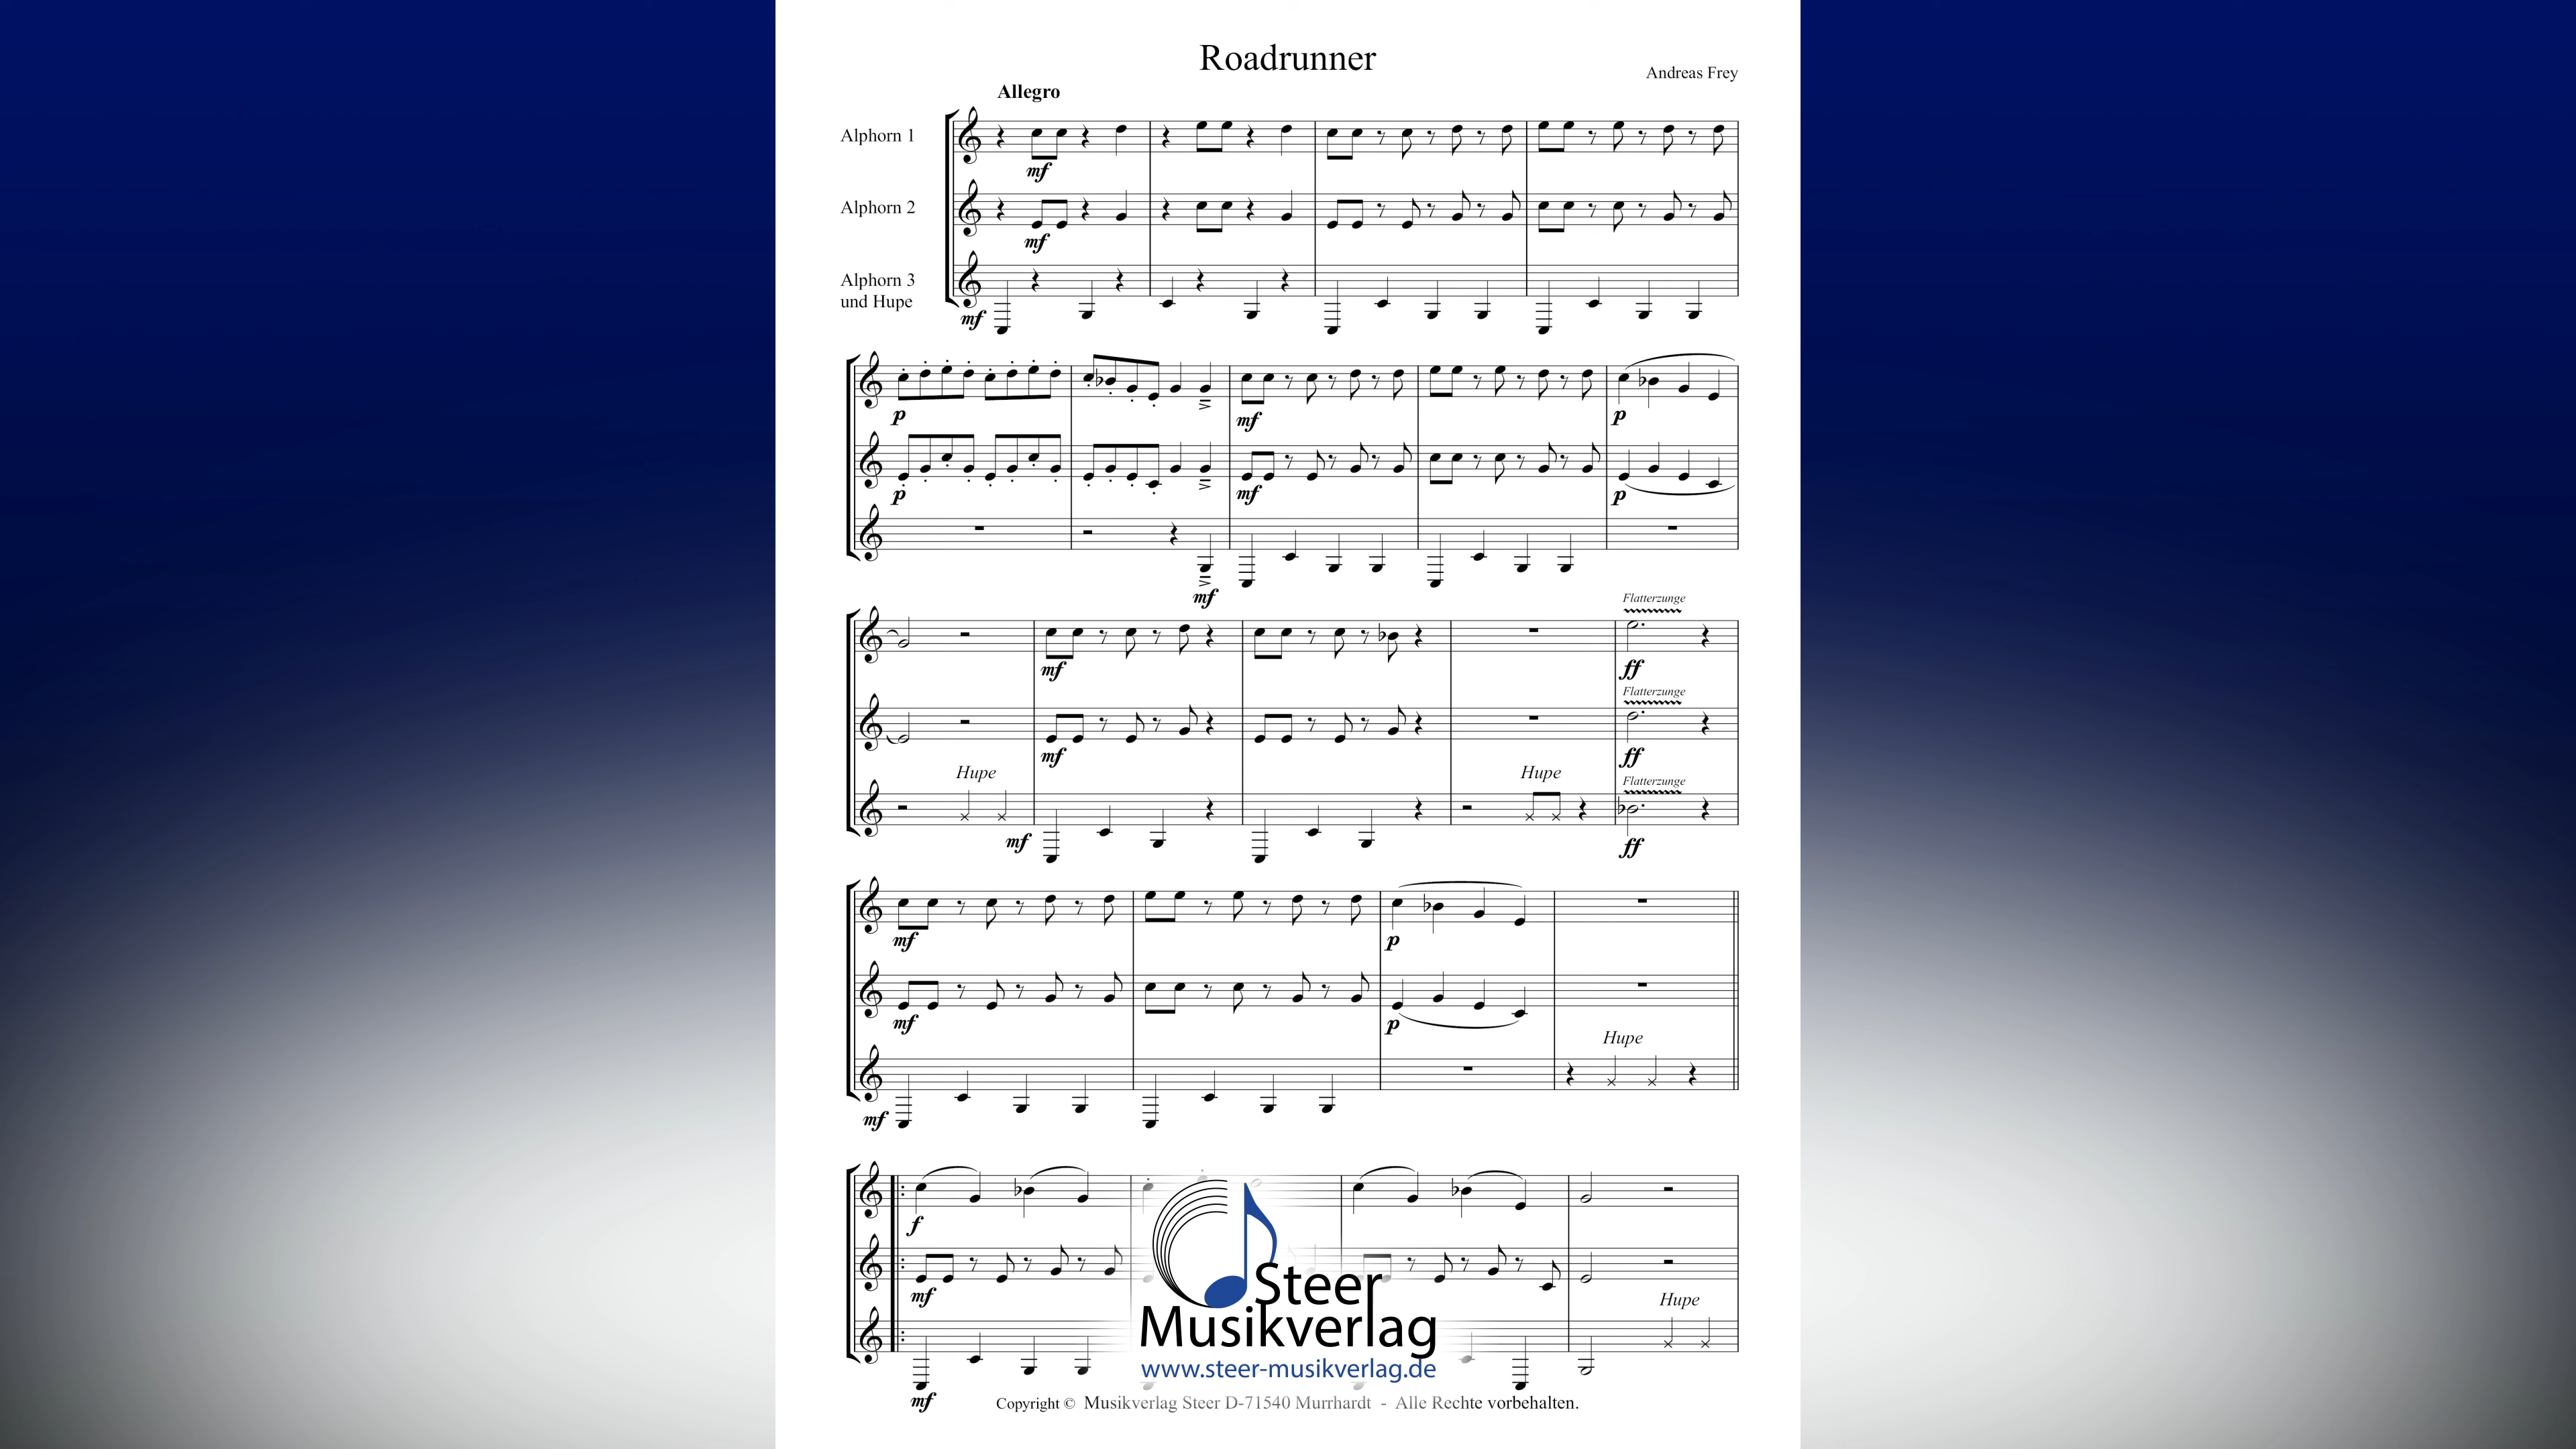 Roadrunner
Andreas Frey
Allegro
Alphorn 1
mf
Alphorn 2
mf
Alphorn 3
und Hupe
mf
p
mf
p
p
mf
p
mf
Flatterzunge
mf
ff
Flatterzunge
mf
ff
Hupe
Hupe
Flatterzunge
mf
ff
mf
p
mf
p
Hupe
mf
f
mf
Hupe
mf
Steer
Musikverlag
www.steer-musikverlag.de
Copyright © Musikverlag Steer D-71540 Murrhardt - Alle Rechte vorbehalten.